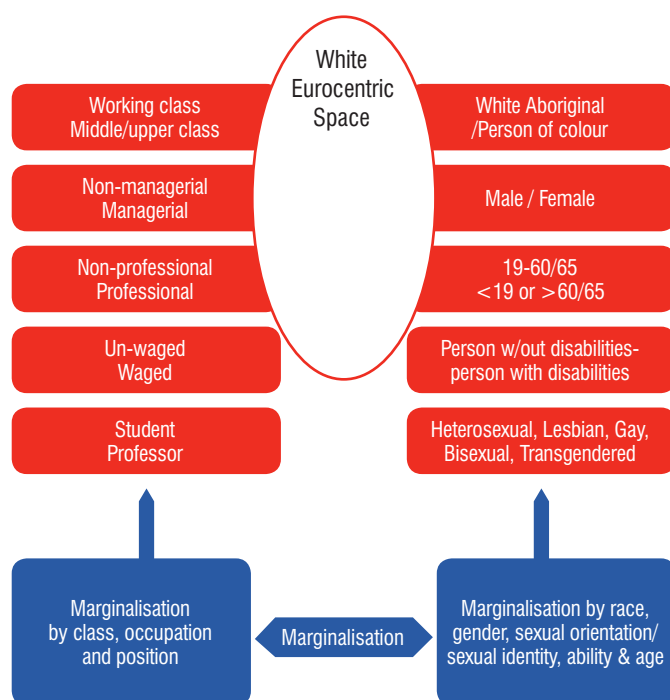 White
Eurocentric
Space
Working class
Middle/upper class
White Aboriginal
/Person of colour
Non-managerial
Managerial
Male / Female
Non-professional
Professional
19-60/65
<19 or >60/65
Un-waged
Waged
Person w/out disabilities-
person with disabilities
Student
Professor
Heterosexual, Lesbian, Gay,
Bisexual, Transgendered
Marginalisation
by class, occupation
and position
Marginalisation
Marginalisation by race,
gender, sexual orientation/
sexual identity, ability & age